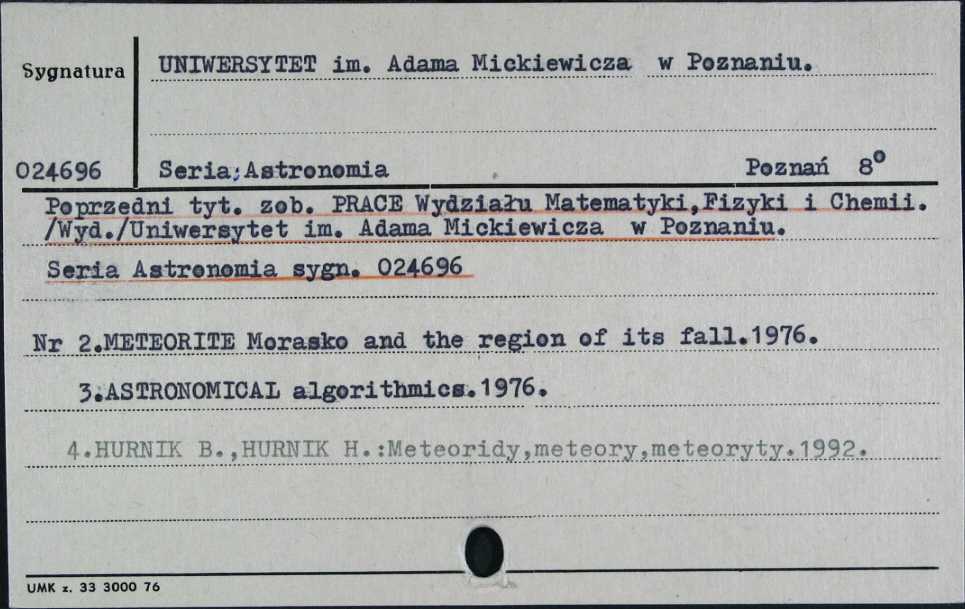 Sygnatura
UNIWERSYTET im. Adama Mickiewicza w Poznaniu.
024696
Seria;Astronomia Poznań 8°
Poprzedni tyt. zob. PRACE Wydziału Matematyki,Fizyki i Chemii.
/Wyd./Uniwersytet im. Adama Mickiewicza w Poznaniu.
Seria Astronomia sygn. 024696
Nr 2.METEORITE Morasko and the region of its fall.1976.
3.ASTRONOMICAL algorithmics.1976.
4.HURNIK B.,HURNIK H.:Meteoridy,meteory,meteoryty.1992.
UMK z. 33 3000 76